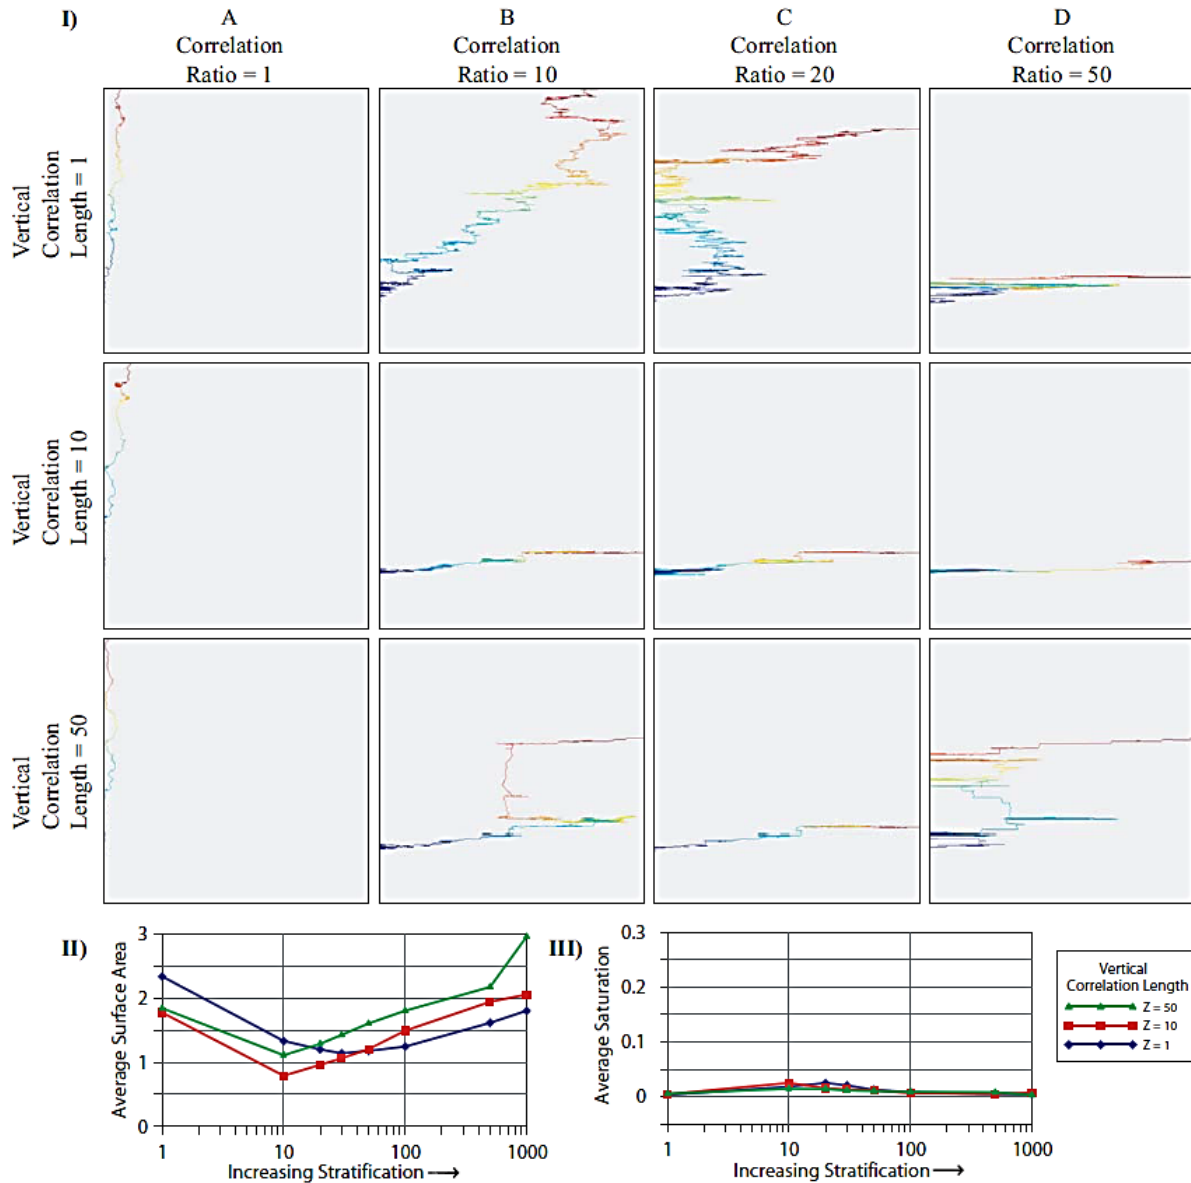 I)
A
Correlation
Ratio = 1
B
Correlation
Ratio = 10
C
Correlation
Ratio = 20
D
Correlation
Ratio = 50
Vertical
Correlation
Length = 1
Vertical
Correlation
Length = 10
Vertical
Correlation
Length = 50
II)
Average Surface Area
3
2
1
0
1
10
100
1000
Increasing Stratification
III)
Average Saturation
0.3
0.2
0.1
0
1
10
100
1000
Increasing Stratification
Vertical
Correlation Length
Z = 50
Z = 10
Z = 1